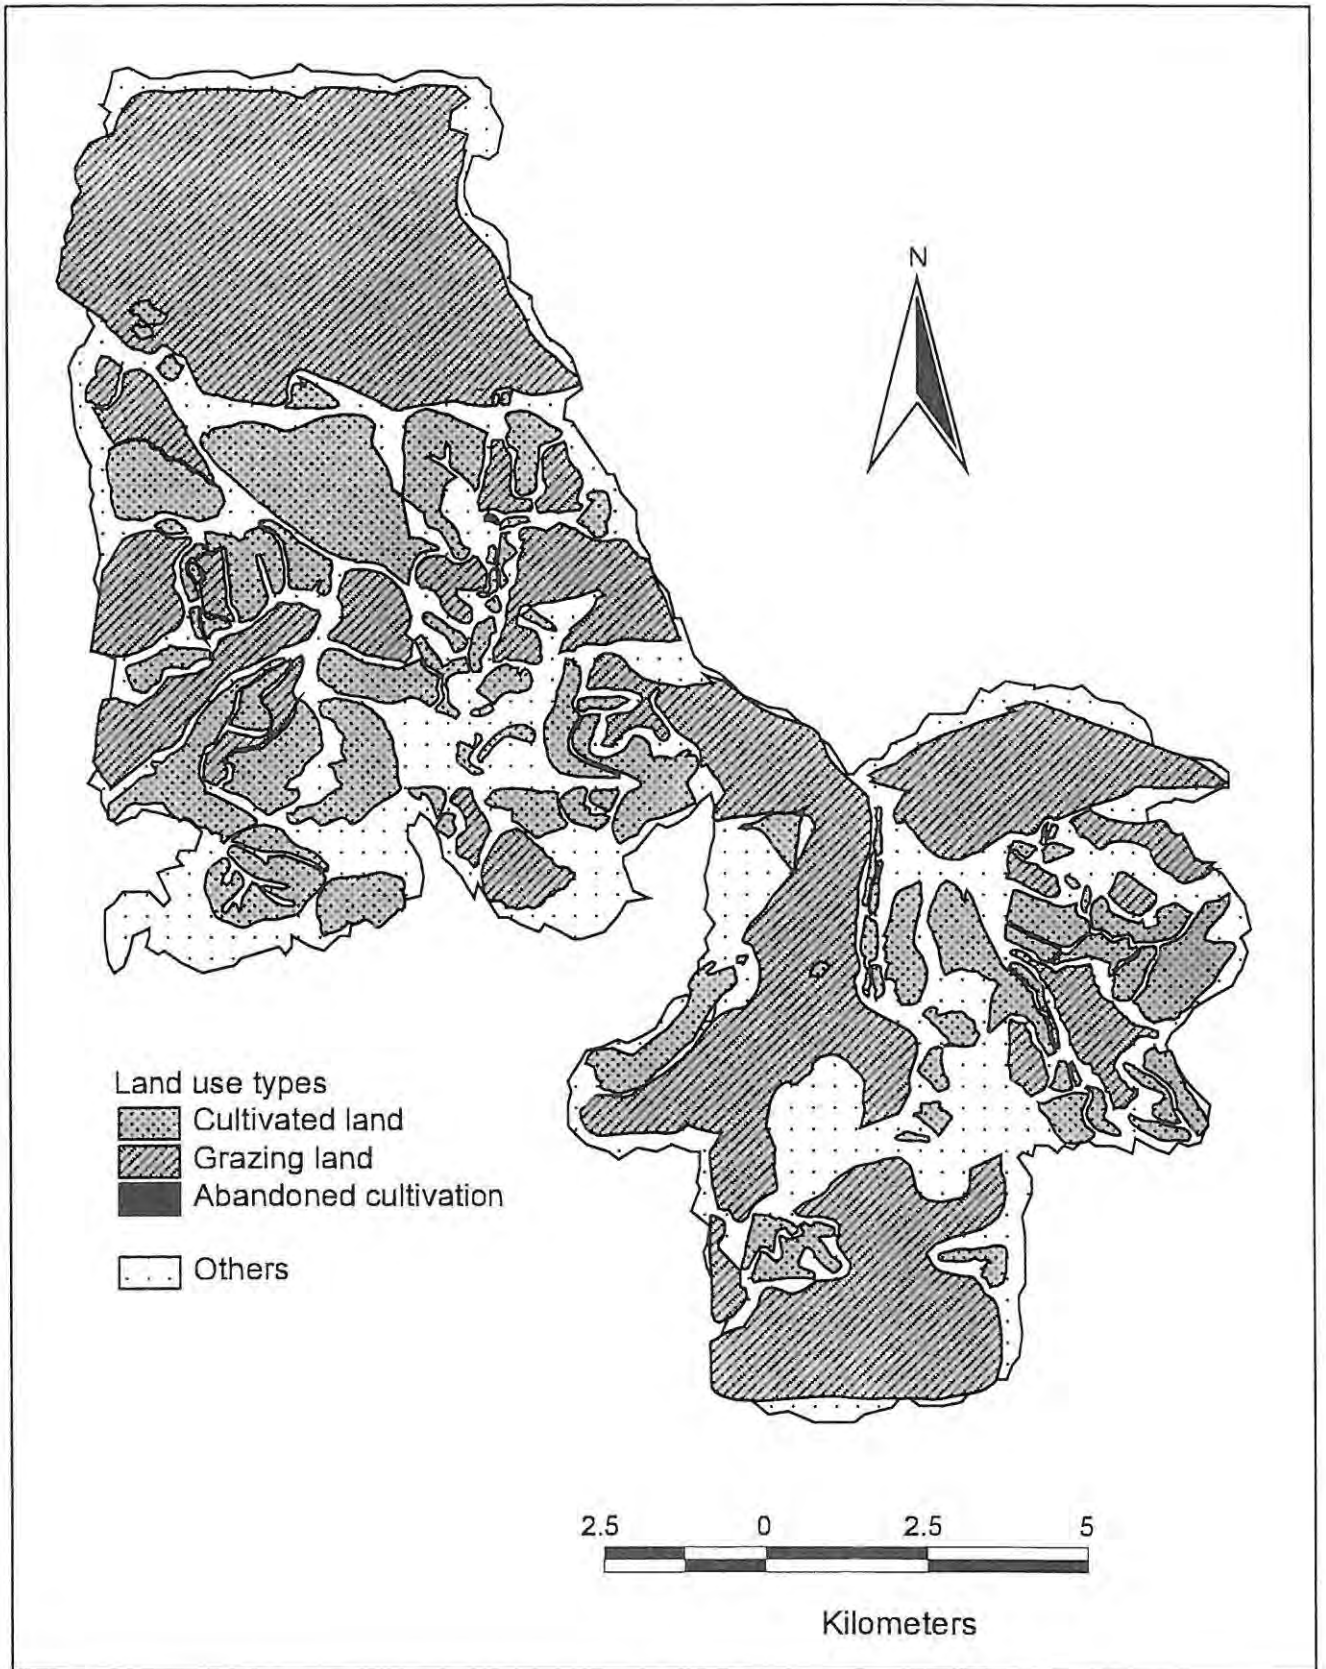 N
Land use types
Cultivated land
Grazing land
Abandoned cultivation
Others
2.5 0 2.5 5
Kilometers